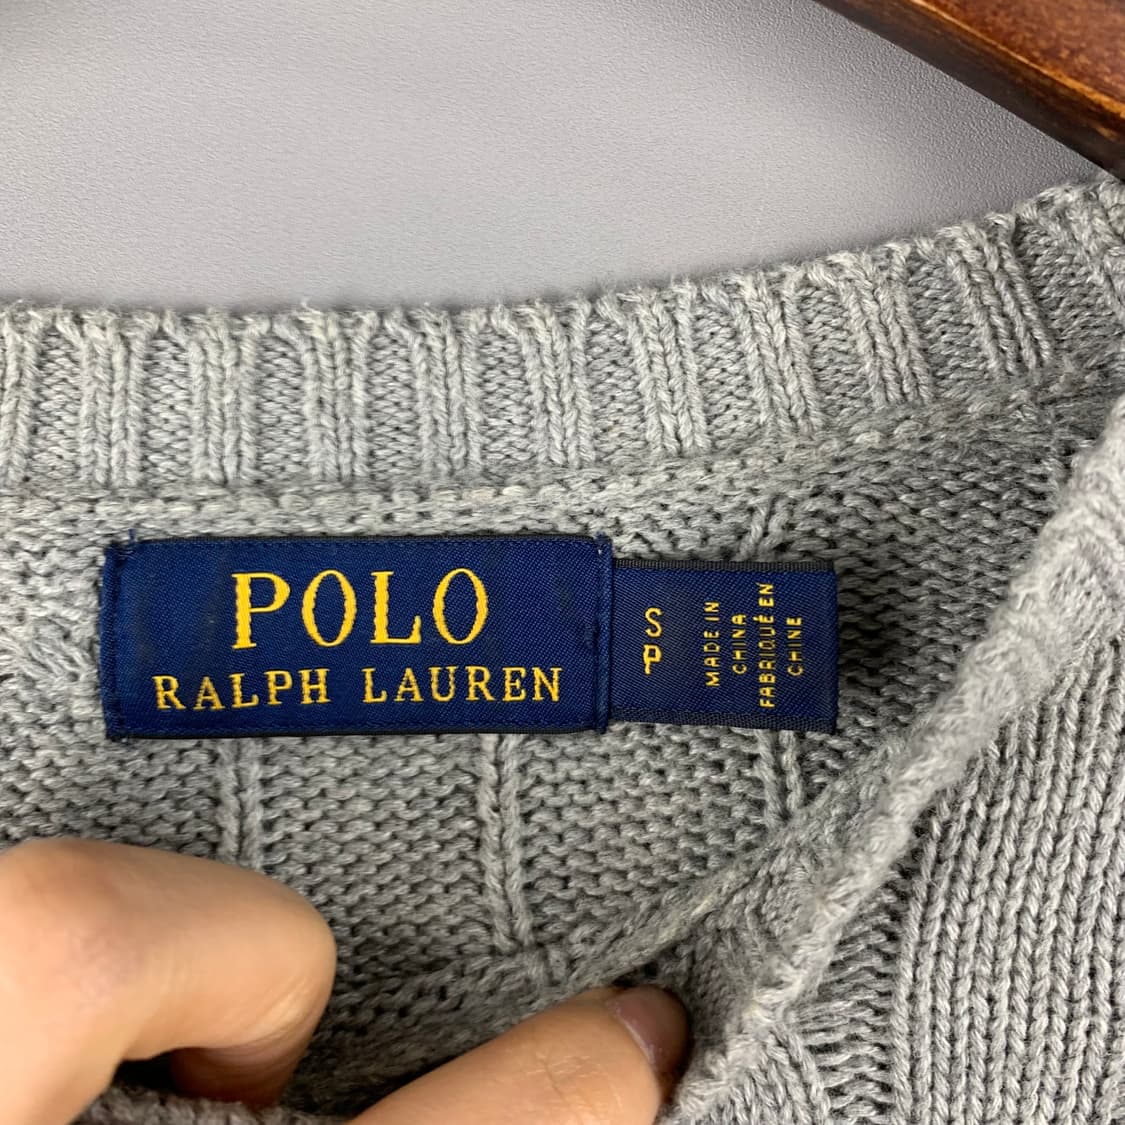 POLO
RALPH LAUREN
S
P
MADE IN
CHINA
FABRIQUÉ EN
CHINE